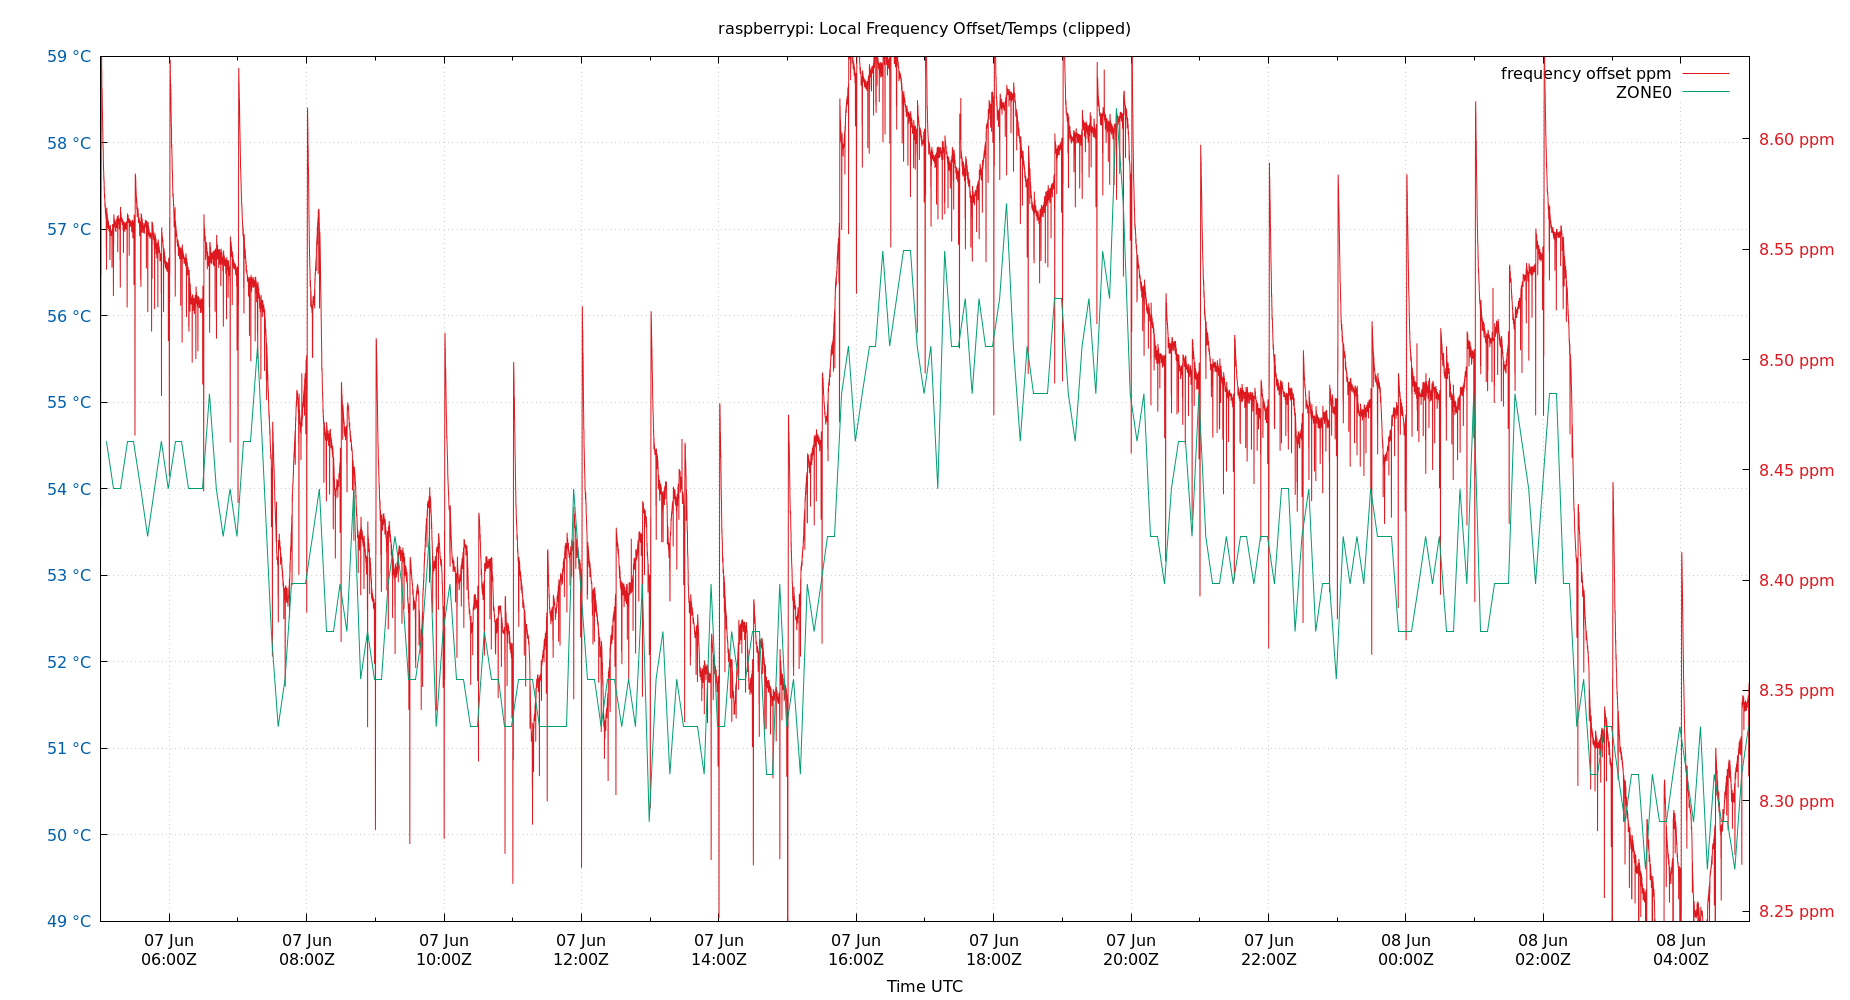 raspberrypi: Local Frequency Offset/Temps (clipped)
frequency offset ppm
ZONE0
59 °C
58 °C
57 °C
56 °C
55 °C
54 °C
53 °C
52 °C
51 °C
50 °C
49 °C
8.60 ppm
8.55 ppm
8.50 ppm
8.45 ppm
8.40 ppm
8.35 ppm
8.30 ppm
8.25 ppm
07 Jun 07 Jun 07 Jun 07 Jun 07 Jun 07 Jun 07 Jun 07 Jun 07 Jun 08 Jun 08 Jun 08 Jun
06:00Z 08:00Z 10:00Z 12:00Z 14:00Z 16:00Z 18:00Z 20:00Z 22:00Z 00:00Z 02:00Z 04:00Z
Time UTC